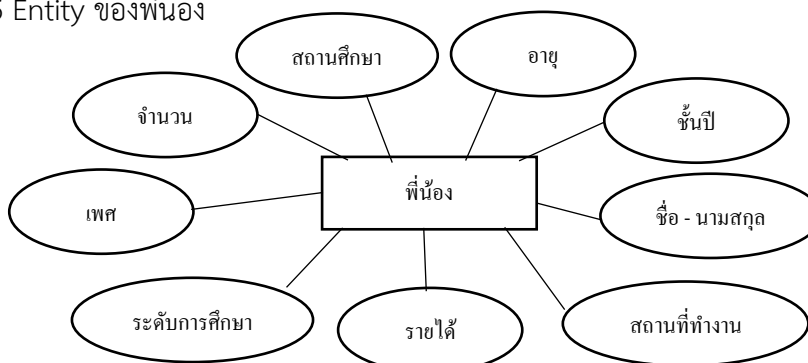 Entity ของพี่น้อง
สถานศึกษา
อายุ
จำนวน
ชั้นปี
พี่น้อง
เพศ
ชื่อ - นามสกุล
ระดับการศึกษา
รายได้
สถานที่ทำงาน